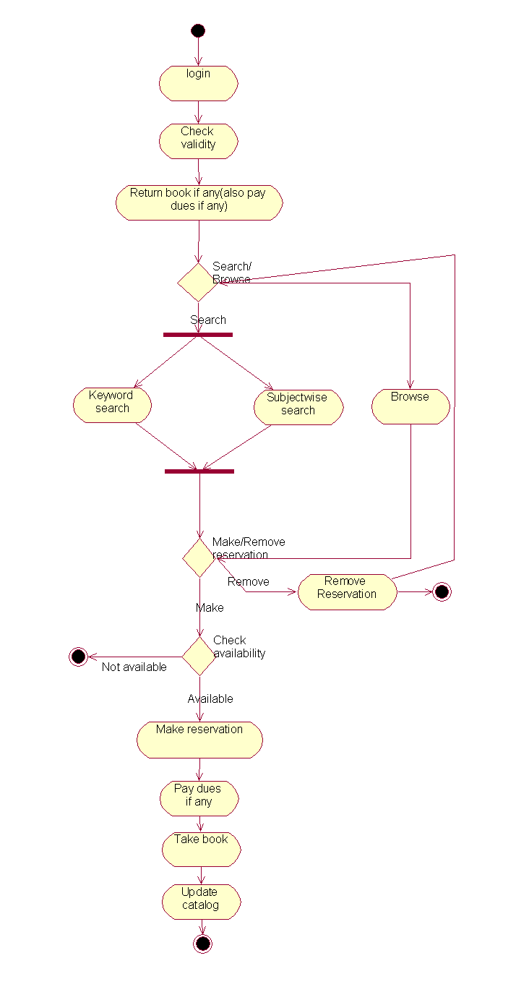 login
Check
validity
Return book if any(also pay
dues if any)
Search/
Browse
Search
Keyword
search
Subjectwise
search
Browse
Make/Remove
reservation
Remove
Remove
Reservation
Make
Check
availability
Not available
Available
Make reservation
Pay dues
if any
Take book
Update
catalog